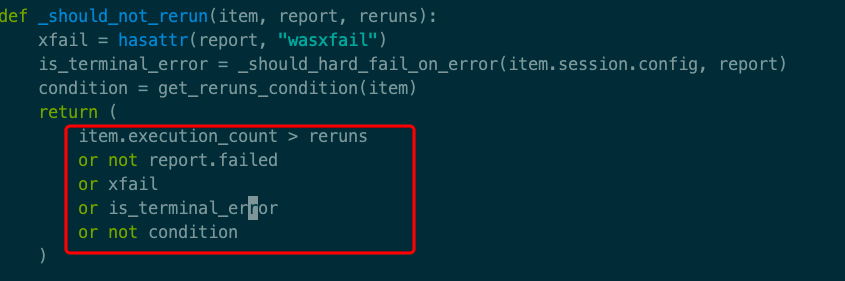 def _should_not_rerun(item, report, reruns):
    xfail = hasattr(report, "wasxfail")
    is_terminal_error = _should_hard_fail_on_error(item.session.config, report)
    condition = get_reruns_condition(item)
    return (
        item.execution_count > reruns
        or not report.failed
        or xfail
        or is_terminal_error
        or not condition
    )